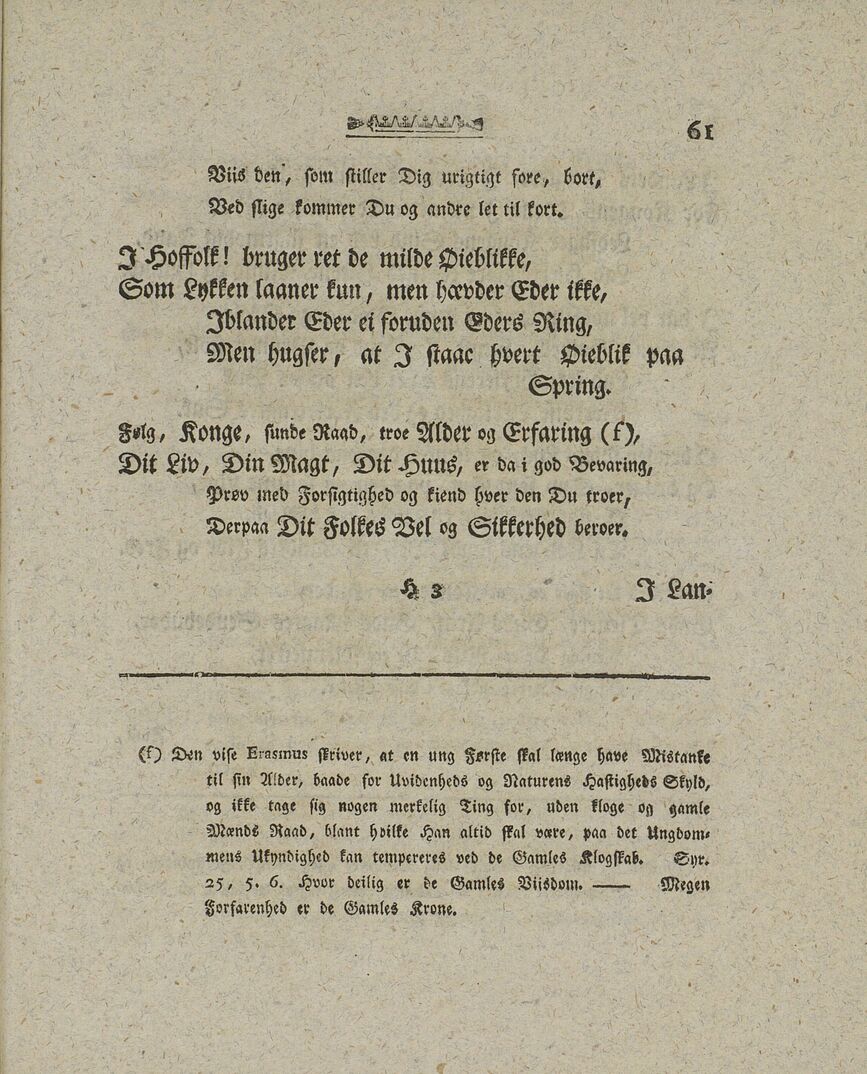 61
Viis den, som stiller Dig urigtigt fore, bort,
Ved slige kommer Du og andre let til kort.
I Hoffolk! bruger ret de milde Øieblikke,
Som Lykken laaner kun, men hævder Eder ikke,
Iblander Eder ei foruden Eders Ring,
Men husger, at I staae hvert Øieblik paa
Spring.
Følg, Konge, sunde Raad, troe Alder og Erfaring (f),
Dit Liv, Din Magt, Dit Huus, er da i god Bevaring,
Prøv med Forsigtighed og kiend hver den Du troer,
Derpaa Dit Folkes Vel og Sikkerhed beroer.
H 3 I Lan-
(f) Den vise Erasmus skriver, at en ung Første skal længe have Mistanke
til sin Alder, baade for Uvidenheds og Naturens Hastigheds Skyld,
og ikke tage sig nogen merkelig Ting for, uden kloge og gamle
Mænds Raad, blant hvilke Han altid skal være, paa det Ungdom-
mens Ukyndighed kan tempereres ved de Gamles Klogskab. Syr.
25, 5. 6. Hvor deilig er de Gamles Viisdom. —— Megen
Forfarenhed er de Gamles Krone.